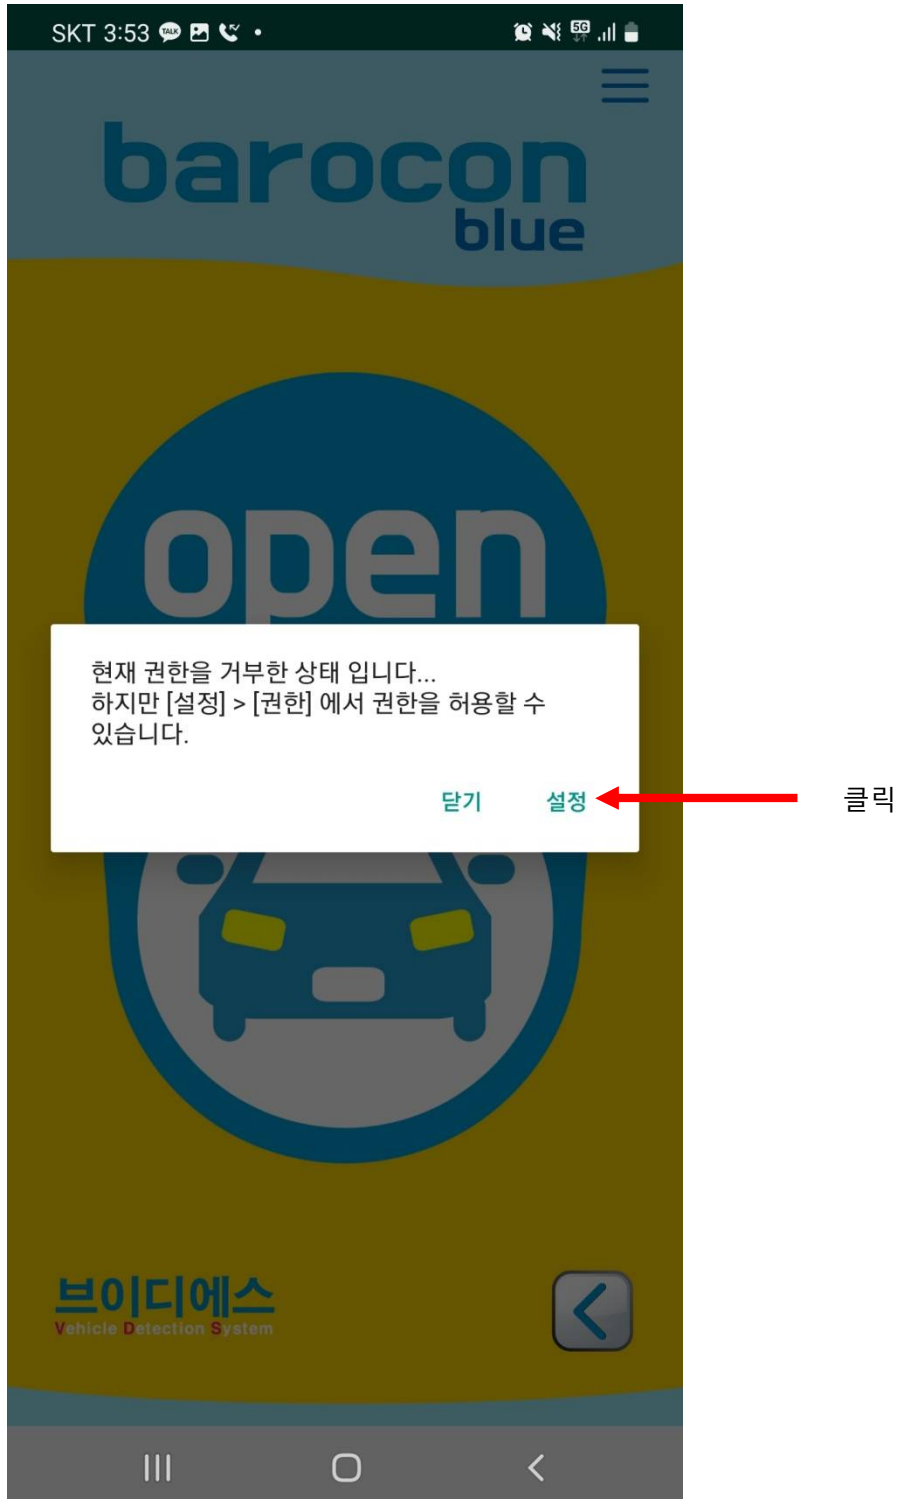 SKT 3:53 TALK
5G
barocon
blue
open
현재 권한을 거부한 상태 입니다...
하지만 [설정] > [권한] 에서 권한을 허용할 수
있습니다.
닫기 설정
클릭
브이디에스
Vehicle Detection System